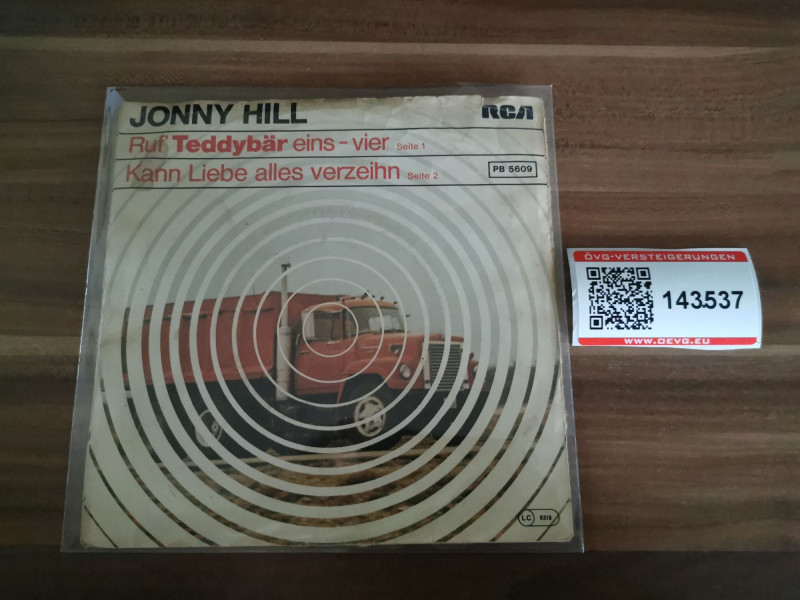 JONNY HILL
RCA
Ruf Teddybär eins-vier Seite 1
Kann Liebe alles verzeihn Seite 2
PB 5609
LC
ÖVG-VERSTEIGERUNGEN
143537
WWW.OEVG.EU